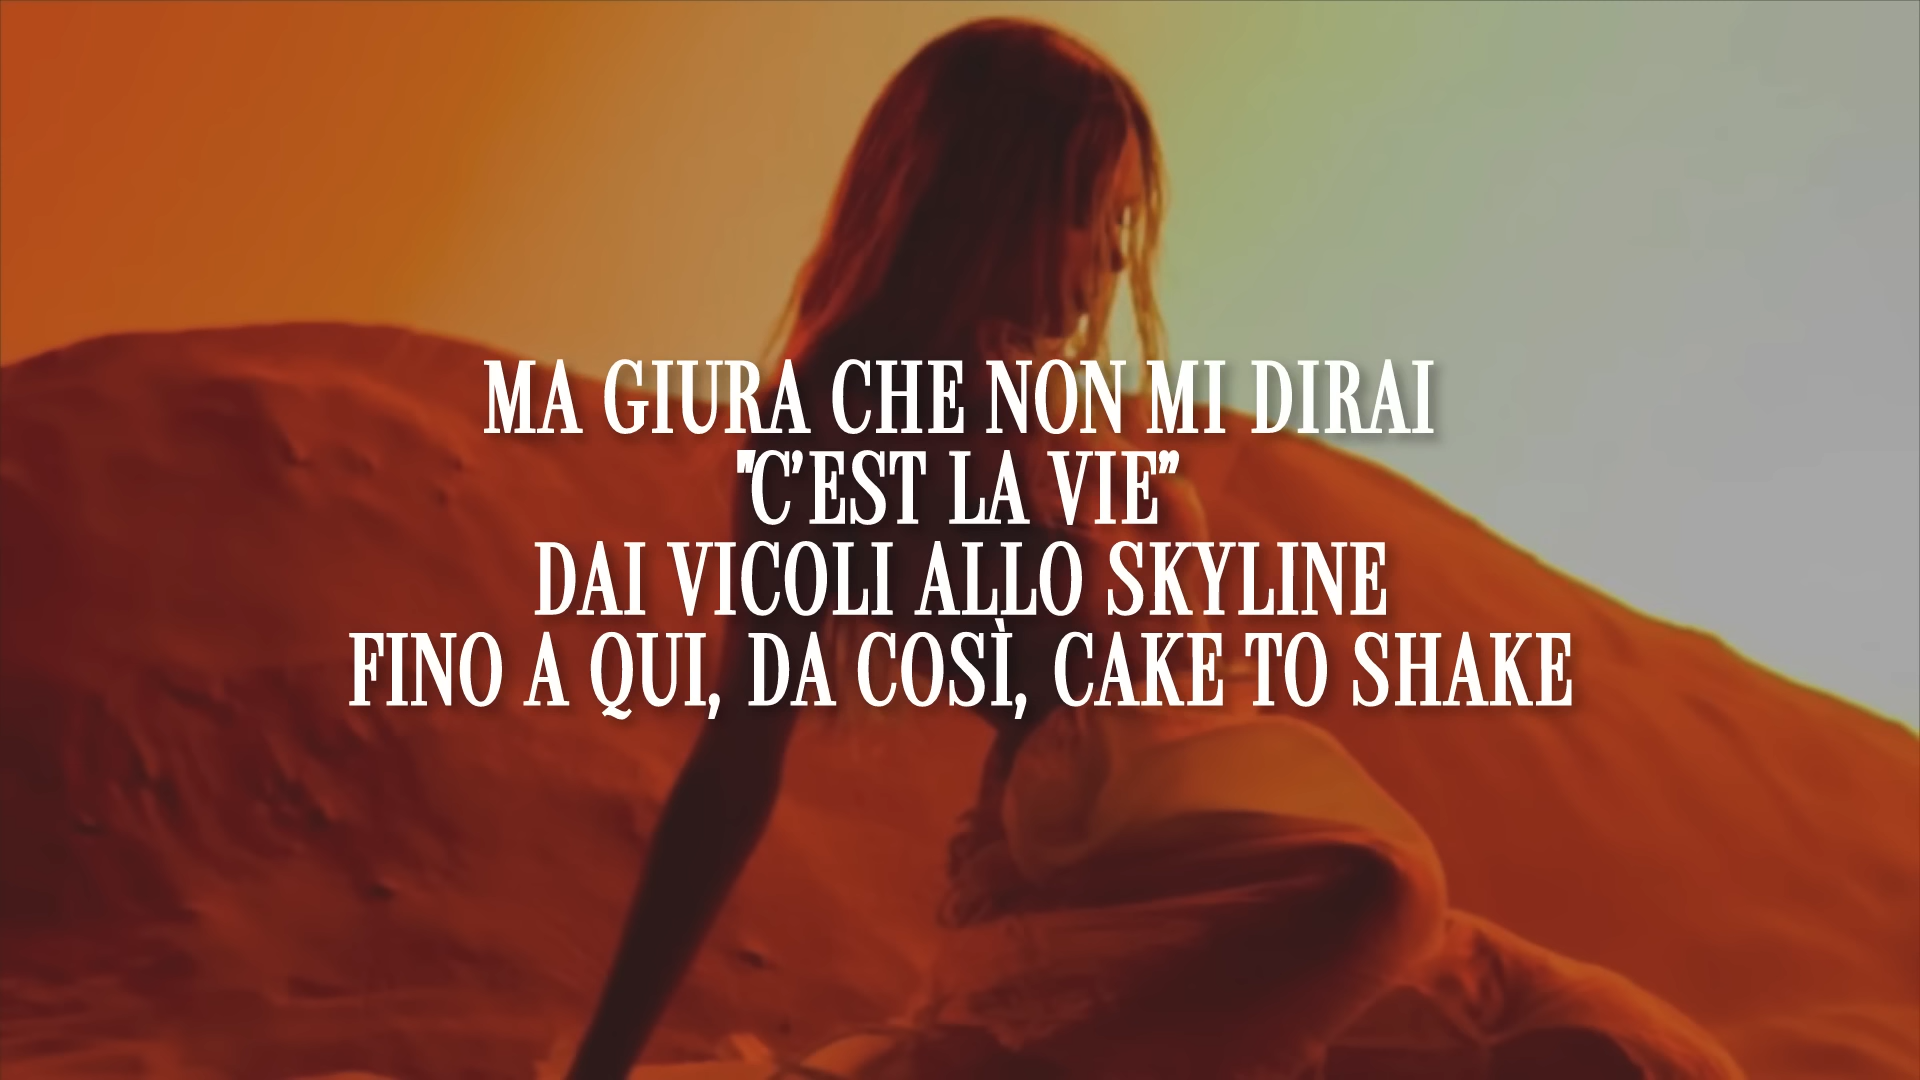 MA GIURA CHE NON MI DIRAI
"C'EST LA VIE”
DAI VICOLI ALLO SKYLINE
FINO A QUI, DA COSÌ, CAKE TO SHAKE